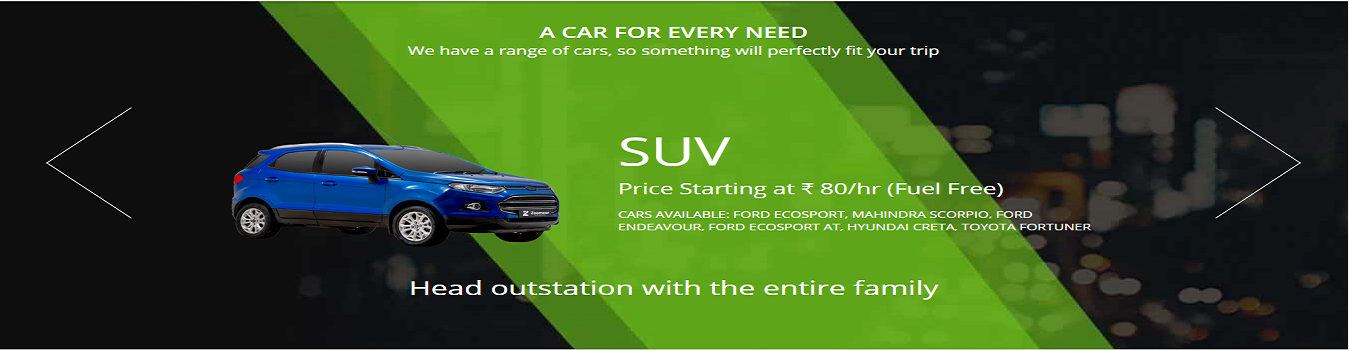 A CAR FOR EVERY NEED
We have a range of cars, so something will perfectly fit your trip
SUV
Price Starting at ₹ 80/hr (Fuel Free)
CARS AVAILABLE: FORD ECOSPORT, MAHINDRA SCORPIO, FORD
ENDEAVOUR, FORD ECOSPORT AT, HYUNDAI CRETA, TOYOTA FORTUNER
Head outstation with the entire family